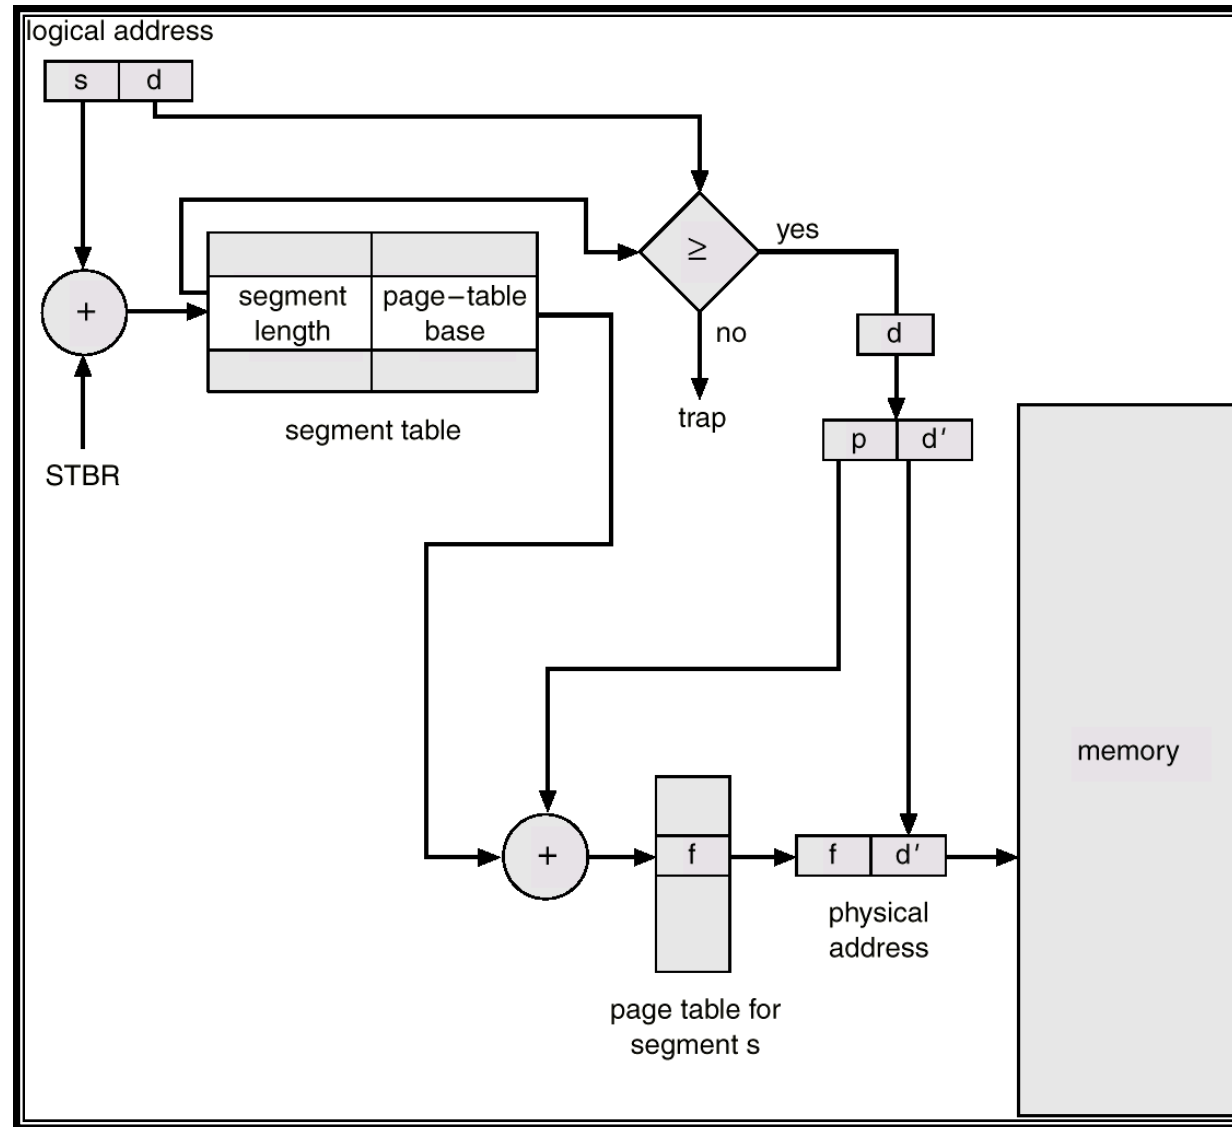 logical address
s d
yes
≥
+
segment length
page–table base
no
d
trap
segment table
p d′
STBR
memory
+
f
f d′
physical address
page table for
segment s